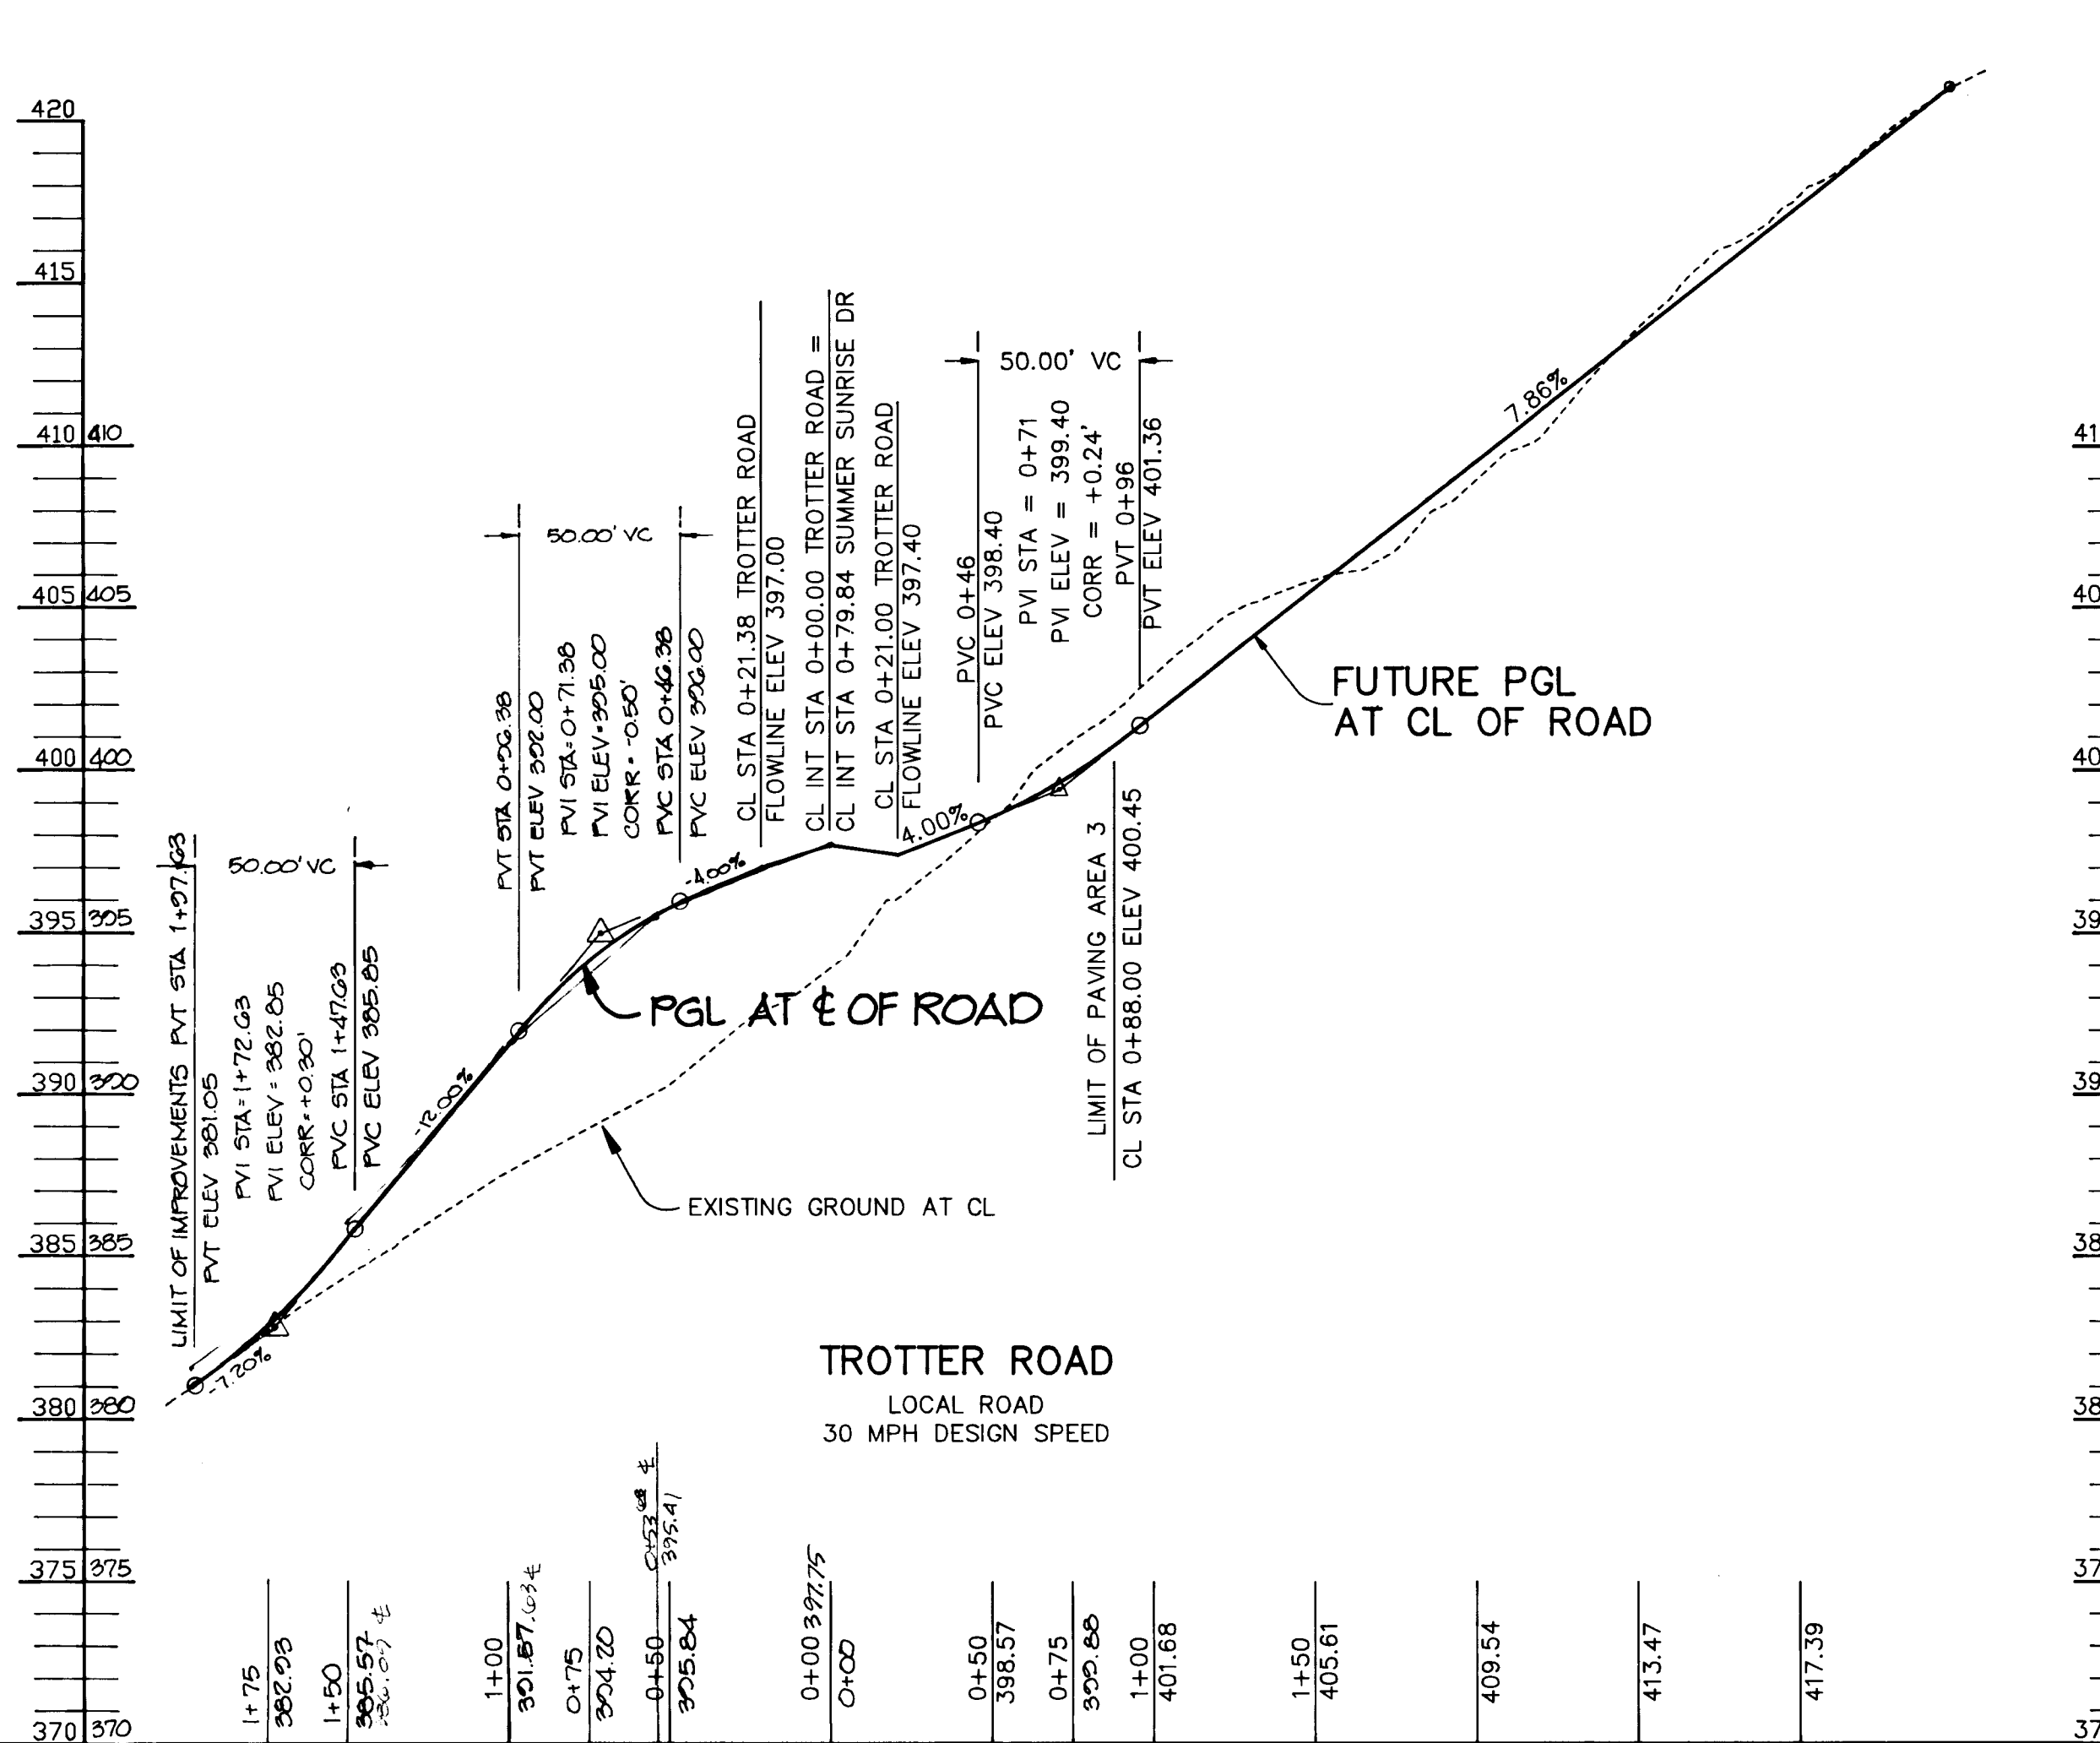 420
415
410 410
405 405
400 400
395 395
390 390
385 385
380 380
375 375
370 370
LIMIT OF IMPROVEMENTS PVT STA 1+97.63
PVT ELEV 381.05
50.00' VC
PVI STA=1+72.63
PVI ELEV = 382.85
CORR=+0.30'
PVC STA 1+47.63
PVC ELEV 385.85
50.00' VC
PVT STA 0+96.38
PVT ELEV 392.00
PVI STA=0+71.38
PVI ELEV=395.00
CORR= -0.50'
PVC STA 0+46.38
PVC ELEV 396.00
CL STA 0+21.38 TROTTER ROAD
FLOWLINE ELEV 397.00
CL INT STA 0+00.00 TROTTER ROAD =
CL INT STA 0+79.84 SUMMER SUNRISE DR
CL STA 0+21.00 TROTTER ROAD
FLOWLINE ELEV 397.40
50.00' VC
PVC 0+46
PVC ELEV 398.40
PVI STA = 0+71
PVI ELEV = 399.40
CORR = +0.24'
PVT 0+96
PVT ELEV 401.36
-7.20%
-12.00%
-4.00%
4.00%
7.86%
FUTURE PGL
AT CL OF ROAD
PGL AT ℄ OF ROAD
EXISTING GROUND AT CL
LIMIT OF PAVING AREA 3
CL STA 0+88.00 ELEV 400.45
TROTTER ROAD
LOCAL ROAD
30 MPH DESIGN SPEED
1+75
382.93
1+50
385.57
1+00
391.57
0+75
394.20
395.41
0+50
395.84
0+00 397.75
0+00
0+50
398.57
0+75
399.88
1+00
401.68
1+50
405.61
409.54
413.47
417.39
41
40
40
39
39
38
38
37
37